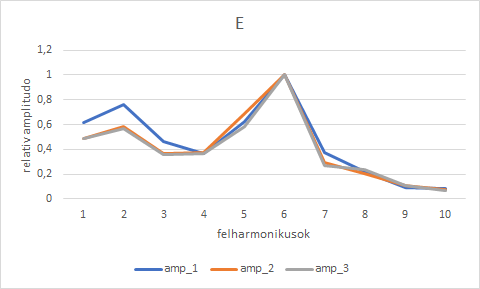 E
1,2
1
0,8
0,6
0,4
0,2
0
relatív amplitudo
1 2 3 4 5 6 7 8 9 10
felharmonikusok
amp_1 amp_2 amp_3